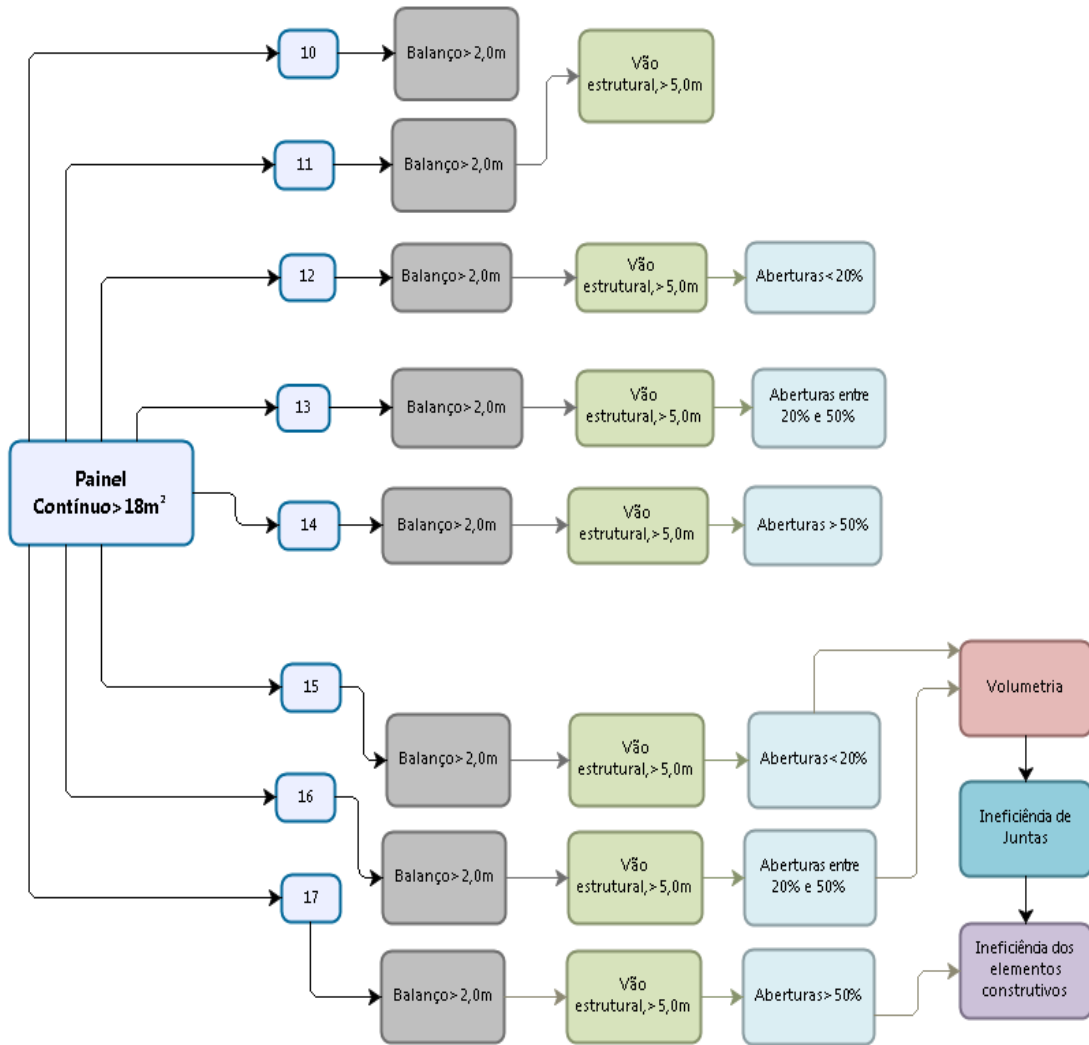 10
Balanço>2,0m
Vão
estrutural,>5,0m
11
Balanço>2,0m
12
Balanço>2,0m
Vão
estrutural,>5,0m
Aberturas<20%
13
Balanço>2,0m
Vão
estrutural,>5,0m
Aberturas entre
20% e 50%
Painel
Contínuo>18m²
14
Balanço>2,0m
Vão
estrutural,>5,0m
Aberturas >50%
15
Balanço>2,0m
Vão
estrutural,>5,0m
Aberturas<20%
Volumetria
16
Balanço>2,0m
Vão
estrutural,>5,0m
Aberturas entre
20% e 50%
Ineficiência de
Juntas
17
Balanço>2,0m
Vão
estrutural,>5,0m
Aberturas>50%
Ineficiência dos
elementos
construtivos